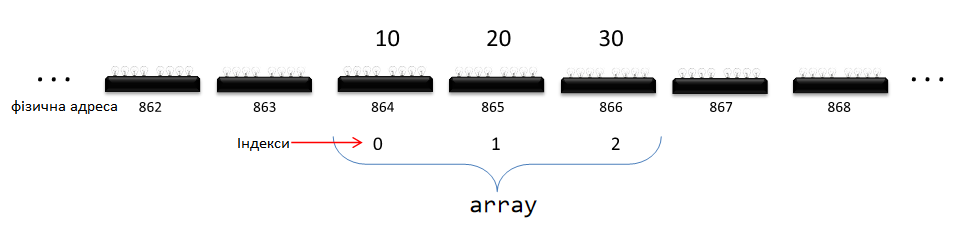 10 20 30
... ...
фізична адреса 862 863 864 865 866 867 868
Індекси 0 1 2
array